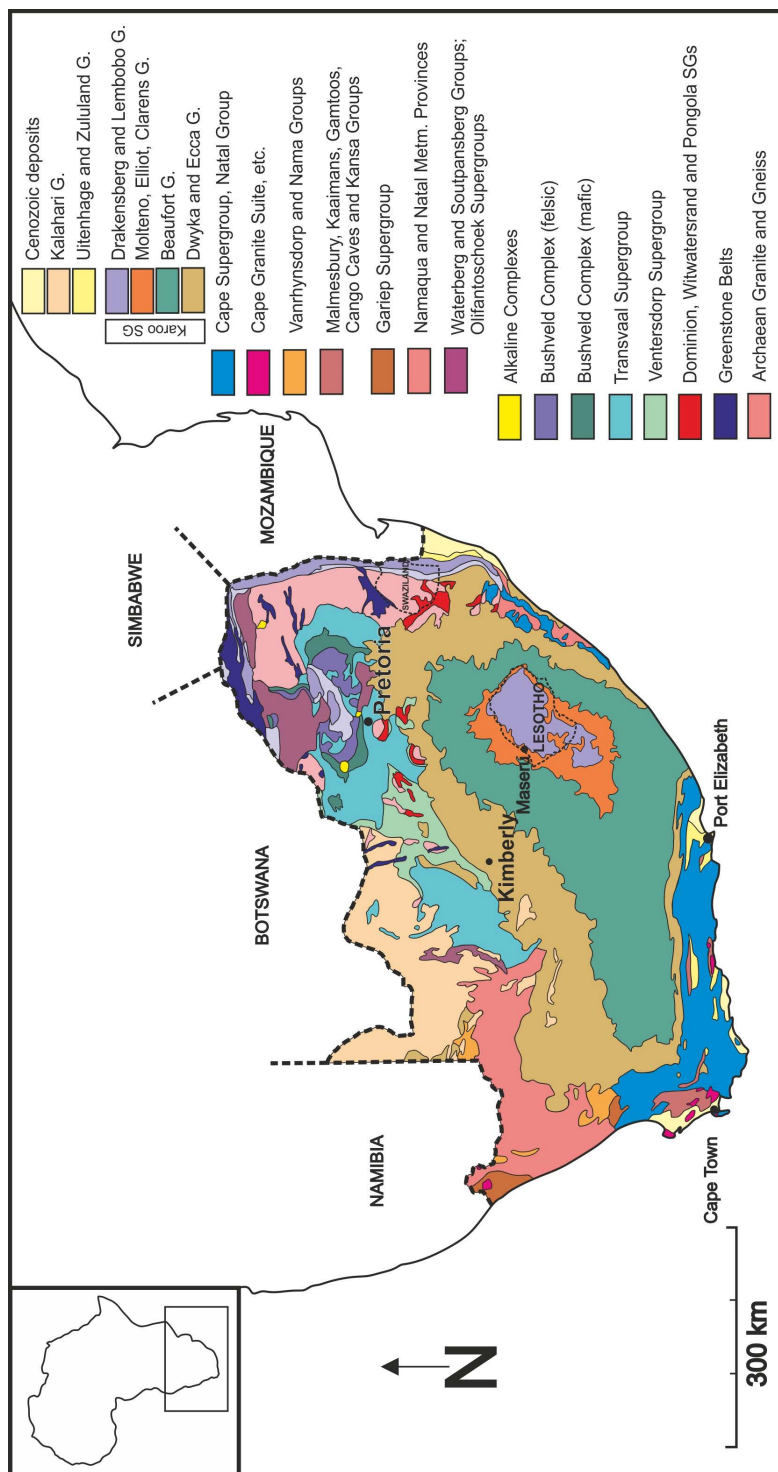 SIMBABWE
MOZAMBIQUE
BOTSWANA
NAMIBIA
SWAZILAND
Pretoria
Kimberly
Maseru
LESOTHO
Port Elizabeth
Cape Town
N
300 km
Cenozoic deposits
Kalahari G.
Uitenhage and Zululand G.
Karoo SG
Drakensberg and Lembobo G.
Molteno, Elliot, Clarens G.
Beaufort G.
Dwyka and Ecca G.
Cape Supergroup, Natal Group
Cape Granite Suite, etc.
Vanrhynsdorp and Nama Groups
Malmesbury, Kaaimans, Gamtoos,
Cango Caves and Kansa Groups
Gariep Supergroup
Namaqua and Natal Metm. Provinces
Waterberg and Soutpansberg Groups;
Olifantoschoek Supergroups
Alkaline Complexes
Bushveld Complex (felsic)
Bushveld Complex (mafic)
Transvaal Supergroup
Ventersdorp Supergroup
Dominion, Witwatersrand and Pongola SGs
Greenstone Belts
Archaean Granite and Gneiss